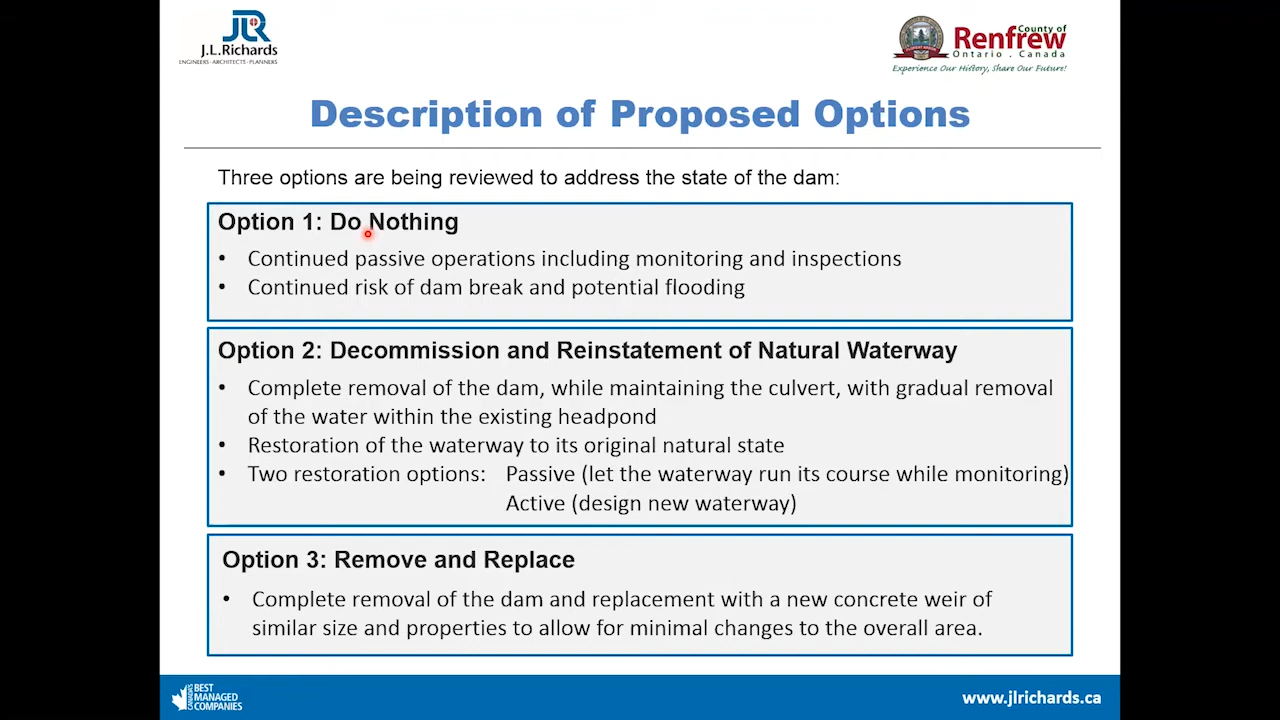 JLR
J.L.Richards
ENGINEERS · ARCHITECTS · PLANNERS
County of
Renfrew
Ontario . Canada
Experience Our History, Share Our Future!
Description of Proposed Options
Three options are being reviewed to address the state of the dam:
Option 1: Do Nothing
• Continued passive operations including monitoring and inspections
• Continued risk of dam break and potential flooding
Option 2: Decommission and Reinstatement of Natural Waterway
• Complete removal of the dam, while maintaining the culvert, with gradual removal
of the water within the existing headpond
• Restoration of the waterway to its original natural state
• Two restoration options: Passive (let the waterway run its course while monitoring)
Active (design new waterway)
Option 3: Remove and Replace
• Complete removal of the dam and replacement with a new concrete weir of
similar size and properties to allow for minimal changes to the overall area.
CANADA'S
BEST
MANAGED
COMPANIES
www.jlrichards.ca